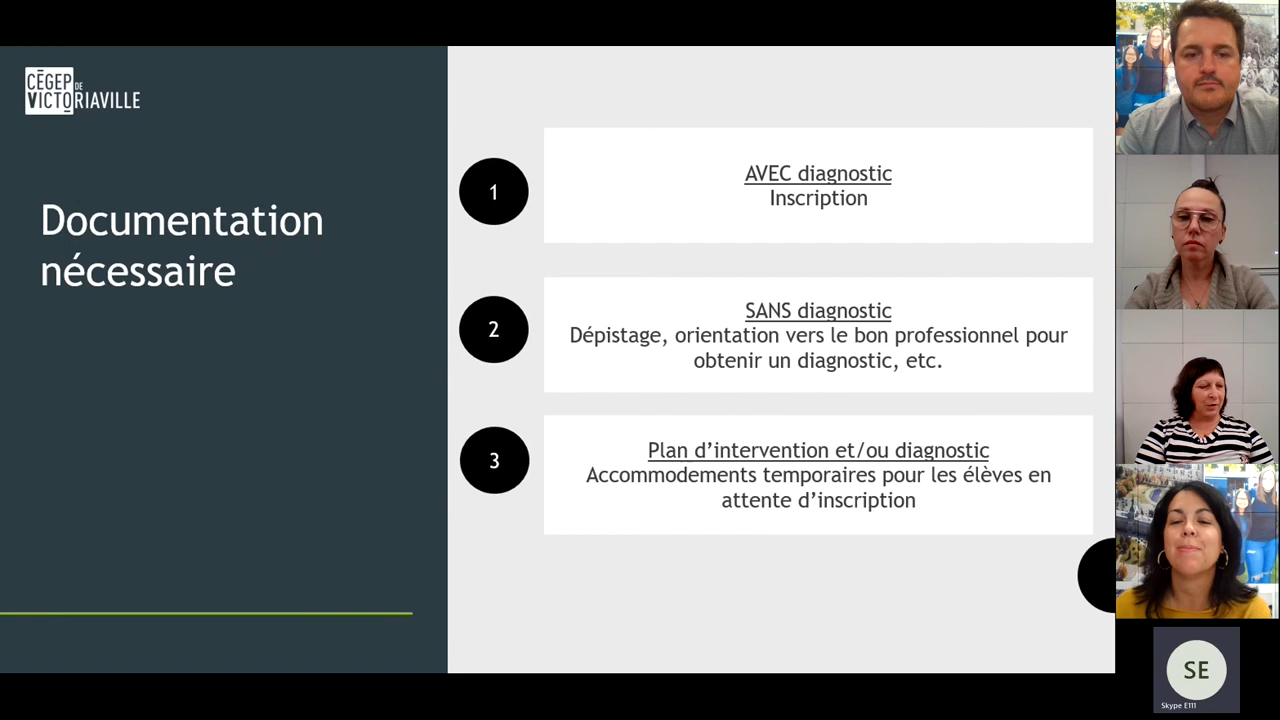 CÉGEP DE
VICTORIAVILLE
Documentation
nécessaire
1
AVEC diagnostic
Inscription
2
SANS diagnostic
Dépistage, orientation vers le bon professionnel pour
obtenir un diagnostic, etc.
3
Plan d’intervention et/ou diagnostic
Accommodements temporaires pour les élèves en
attente d’inscription
SE
Skype E111